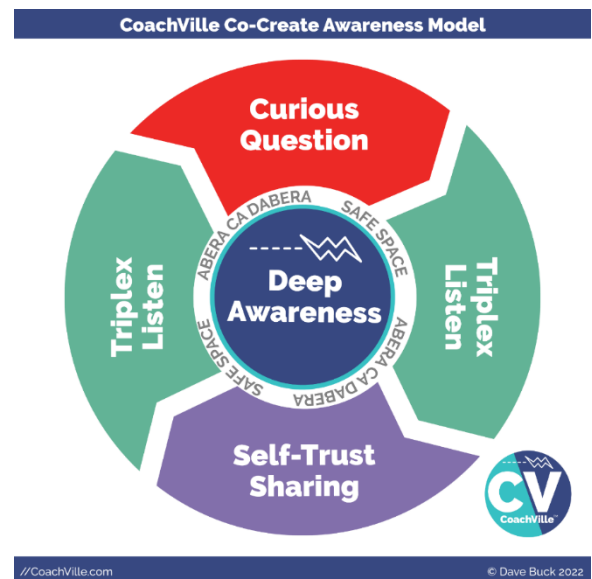 CoachVille Co-Create Awareness Model
Curious
Question
ABERA CA DABERA
SAFE SPACE
Triplex
Listen
Deep
Awareness
Triplex
Listen
SAFE SPACE
ABERA CA DABERA
Self-Trust
Sharing
CV
CoachVille™
//CoachVille.com
© Dave Buck 2022